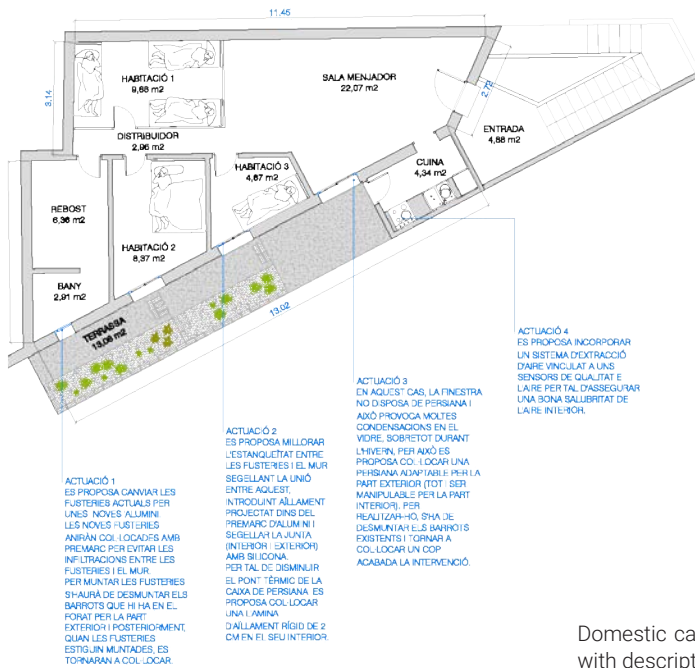 11.45
3.14
HABITACIÓ 1
9,68 m2
SALA MENJADOR
22,07 m2
2.79
DISTRIBUIDOR
2,96 m2
ENTRADA
4,88 m2
HABITACIÓ 3
4,67 m2
CUINA
4,34 m2
REBOST
6,36 m2
HABITACIÓ 2
8,37 m2
BANY
2,91 m2
TERRASSA
13,06 m2
13.02
ACTUACIÓ 4
ES PROPOSA INCORPORAR
UN SISTEMA D'EXTRACCIÓ
D'AIRE VINCULAT A UNS
SENSORS DE QUALITAT E
L'AIRE PER TAL D'ASSEGURAR
UNA BONA SALUBRITAT DE
L'AIRE INTERIOR.
ACTUACIÓ 3
EN AQUEST CAS, LA FINESTRA
NO DISPOSA DE PERSIANA I
AIXÒ PROVOCA MOLTES
CONDENSACIONS EN EL
VIDRE, SOBRETOT DURANT
L'HIVERN, PER AIXÒ ES
PROPOSA COL·LOCAR UNA
PERSIANA ADAPTABLE PER LA
PART EXTERIOR (TOT I SER
MANIPULABLE PER LA PART
INTERIOR). PER
REALITZAR-HO, S'HA DE
DESMUNTAR ELS BARROTS
EXISTENTS I TORNAR A
COL·LOCAR UN COP
ACABADA LA INTERVENCIÓ.
ACTUACIÓ 2
ES PROPOSA MILLORAR
L'ESTANQUEÏTAT ENTRE
LES FUSTERIES I EL MUR
SEGELLANT LA UNIÓ
ENTRE AQUEST,
INTRODUINT AÏLLAMENT
PROJECTAT DINS DEL
PREMARC D'ALUMINI I
SEGELLAR LA JUNTA
(INTERIOR I EXTERIOR)
AMB SILICONA.
PER TAL DE DISMINUIR
EL PONT TÈRMIC DE LA
CAIXA DE PERSIANA ES
PROPOSA COL·LOCAR
UNA LAMINA
D'AÏLLAMENT RÍGID DE 2
CM EN EL SEU INTERIOR.
ACTUACIÓ 1
ES PROPOSA CANVIAR LES
FUSTERIES ACTUALS PER
UNES NOVES ALUMINI.
LES NOVES FUSTERIES
ANIRÀN COL·LOCADES AMB
PREMARC PER EVITAR LES
INFILTRACIONS ENTRE LES
FUSTERIES I EL MUR.
PER MUNTAR LES FUSTERIES
S'HAURÀ DE DESMUNTAR ELS
BARROTS QUE HI HA EN EL
FORAT PER LA PART
EXTERIOR I POSTERIORMENT,
QUAN LES FUSTERIES
ESTIGUIN MUNTADES, ES
TORNARAN A COL·LOCAR.
Domestic ca
with descript